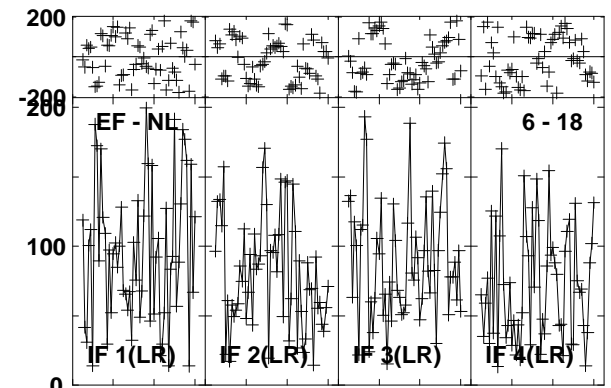 200
-200
200
EF - NL 6 - 18
100
IF 1(LR) IF 2(LR) IF 3(LR) IF 4(LR)
0